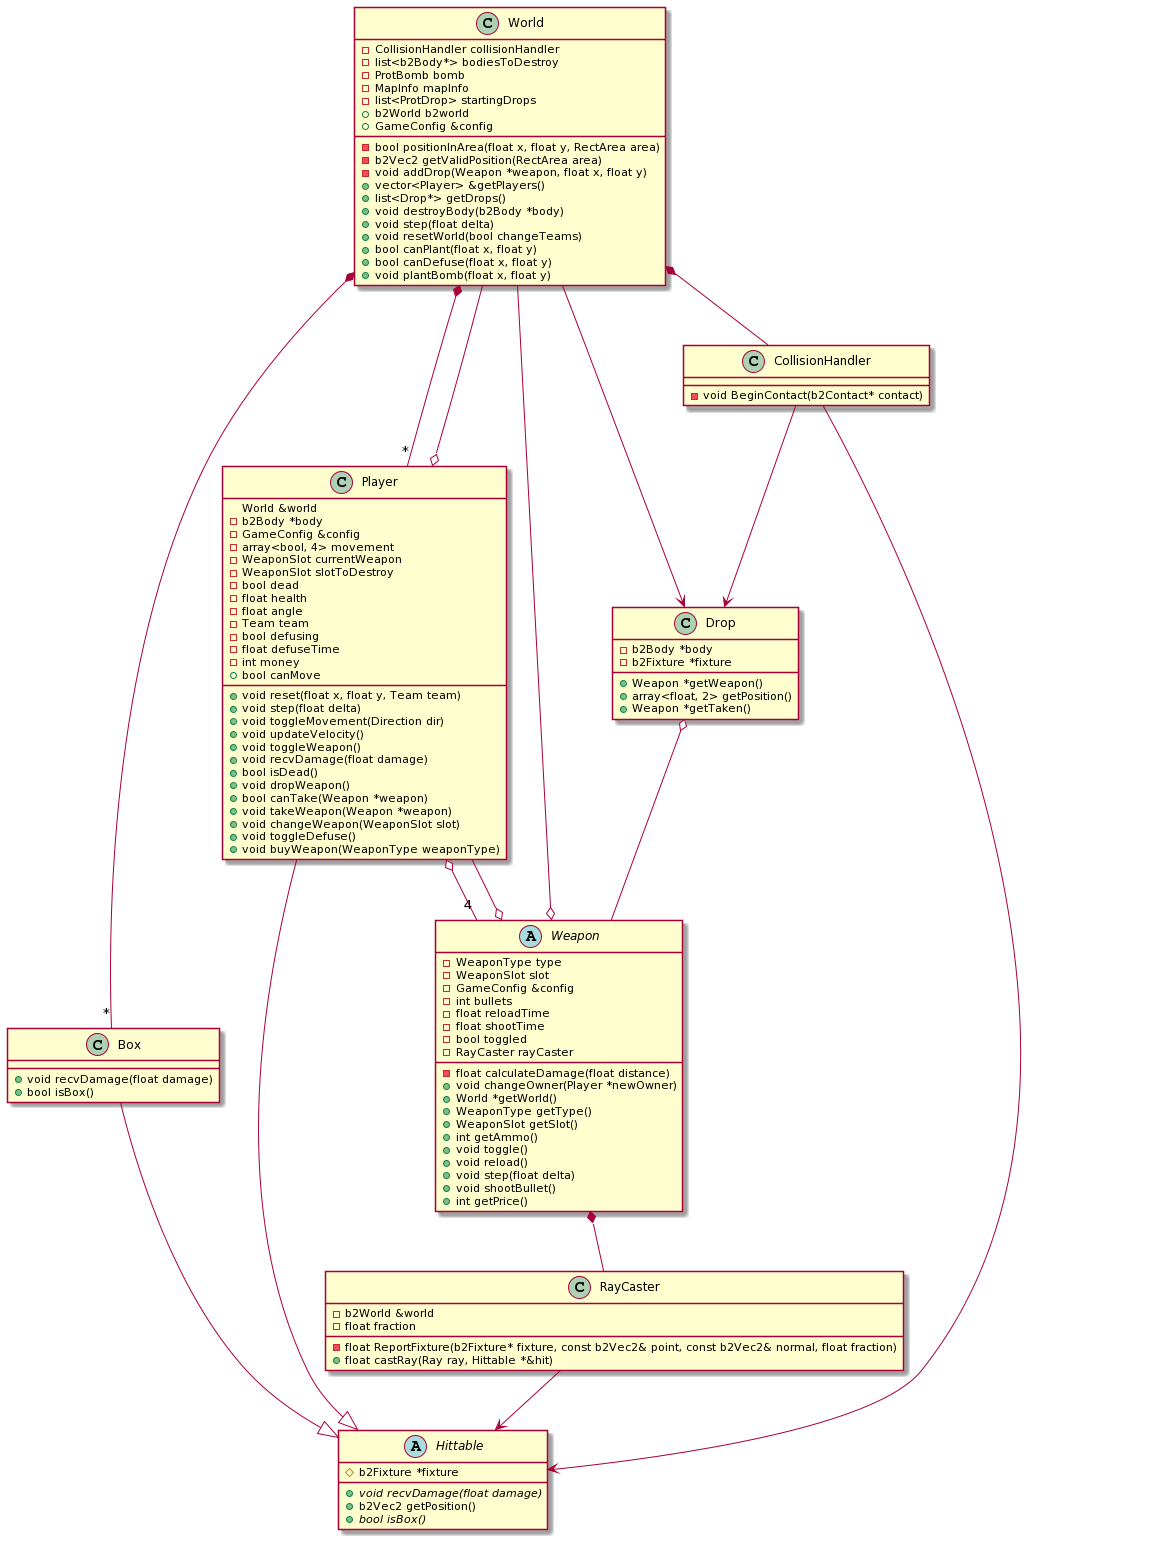 C World
CollisionHandler collisionHandler
list<b2Body*> bodiesToDestroy
ProtBomb bomb
MapInfo mapInfo
list<ProtDrop> startingDrops
b2World b2world
GameConfig &config
bool positionInArea(float x, float y, RectArea area)
b2Vec2 getValidPosition(RectArea area)
void addDrop(Weapon *weapon, float x, float y)
vector<Player> &getPlayers()
list<Drop*> getDrops()
void destroyBody(b2Body *body)
void step(float delta)
void resetWorld(bool changeTeams)
bool canPlant(float x, float y)
bool canDefuse(float x, float y)
void plantBomb(float x, float y)
C CollisionHandler
void BeginContact(b2Contact* contact)
*
C Player
World &world
b2Body *body
GameConfig &config
array<bool, 4> movement
WeaponSlot currentWeapon
WeaponSlot slotToDestroy
bool dead
float health
float angle
Team team
bool defusing
float defuseTime
int money
bool canMove
void reset(float x, float y, Team team)
void step(float delta)
void toggleMovement(Direction dir)
void updateVelocity()
void toggleWeapon()
void recvDamage(float damage)
bool isDead()
void dropWeapon()
bool canTake(Weapon *weapon)
void takeWeapon(Weapon *weapon)
void changeWeapon(WeaponSlot slot)
void toggleDefuse()
void buyWeapon(WeaponType weaponType)
C Drop
b2Body *body
b2Fixture *fixture
Weapon *getWeapon()
array<float, 2> getPosition()
Weapon *getTaken()
4
A Weapon
WeaponType type
WeaponSlot slot
GameConfig &config
int bullets
float reloadTime
float shootTime
bool toggled
RayCaster rayCaster
float calculateDamage(float distance)
void changeOwner(Player *newOwner)
World *getWorld()
WeaponType getType()
WeaponSlot getSlot()
int getAmmo()
void toggle()
void reload()
void step(float delta)
void shootBullet()
int getPrice()
*
C Box
void recvDamage(float damage)
bool isBox()
C RayCaster
b2World &world
float fraction
float ReportFixture(b2Fixture* fixture, const b2Vec2& point, const b2Vec2& normal, float fraction)
float castRay(Ray ray, Hittable *&hit)
A Hittable
b2Fixture *fixture
void recvDamage(float damage)
b2Vec2 getPosition()
bool isBox()